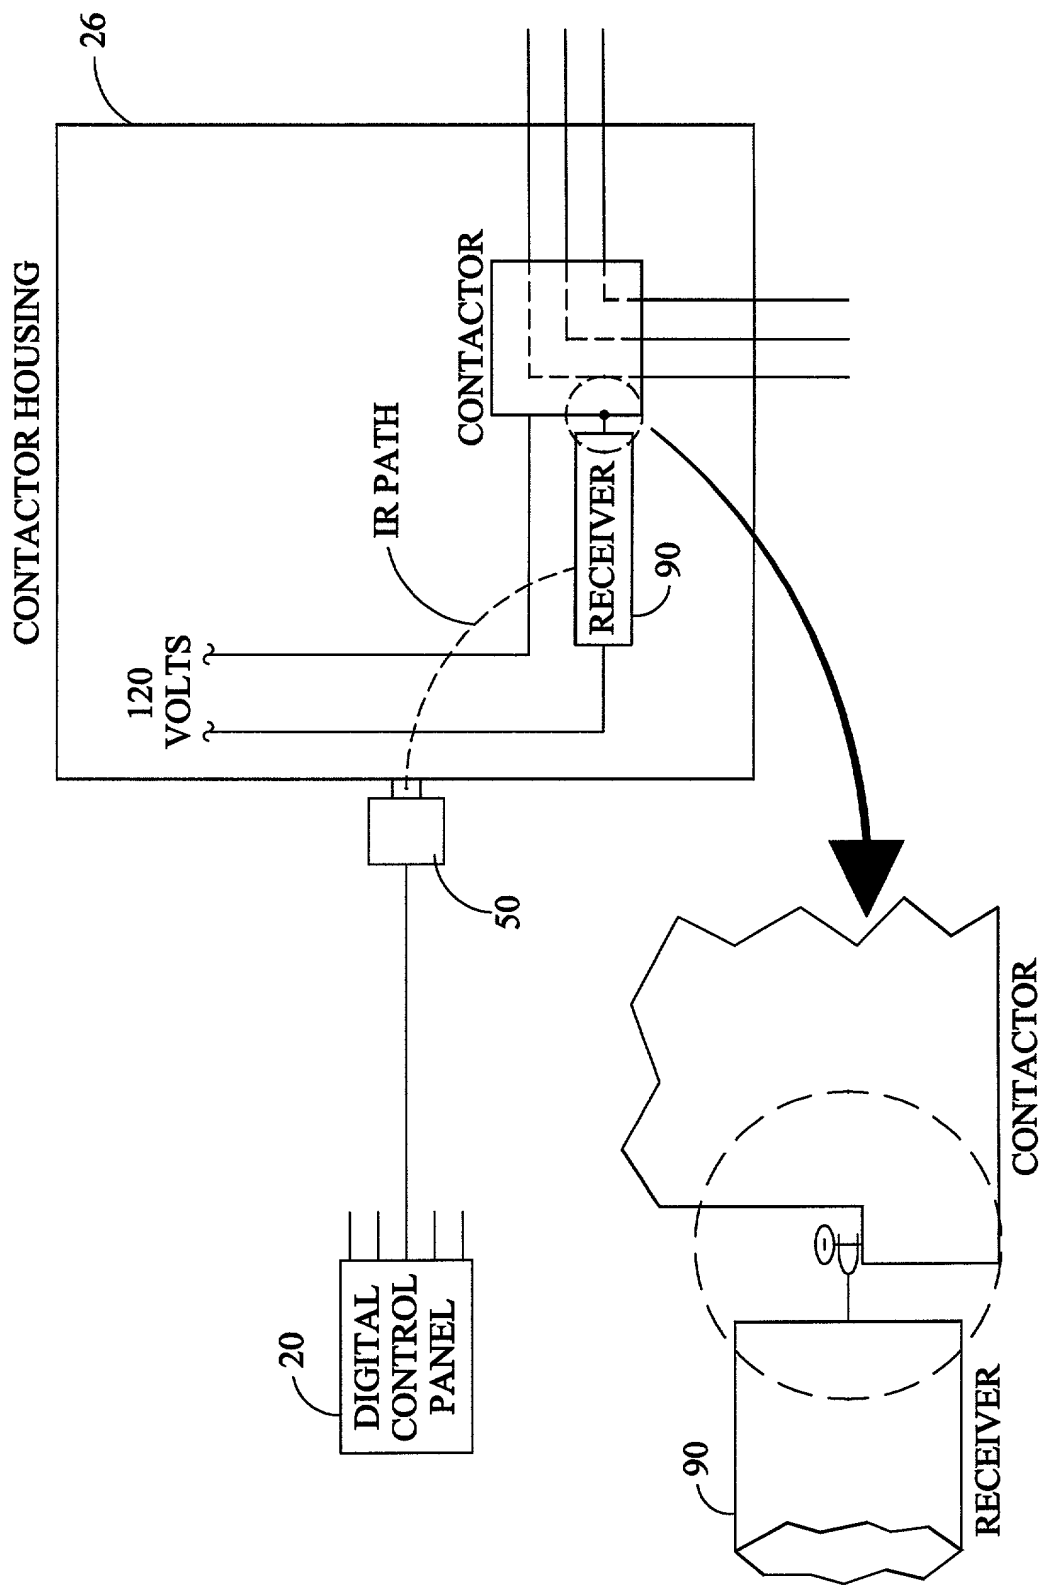 CONTACTOR HOUSING
26
120
VOLTS
IR PATH
CONTACTOR
RECEIVER
90
50
20
DIGITAL
CONTROL
PANEL
90
RECEIVER
CONTACTOR